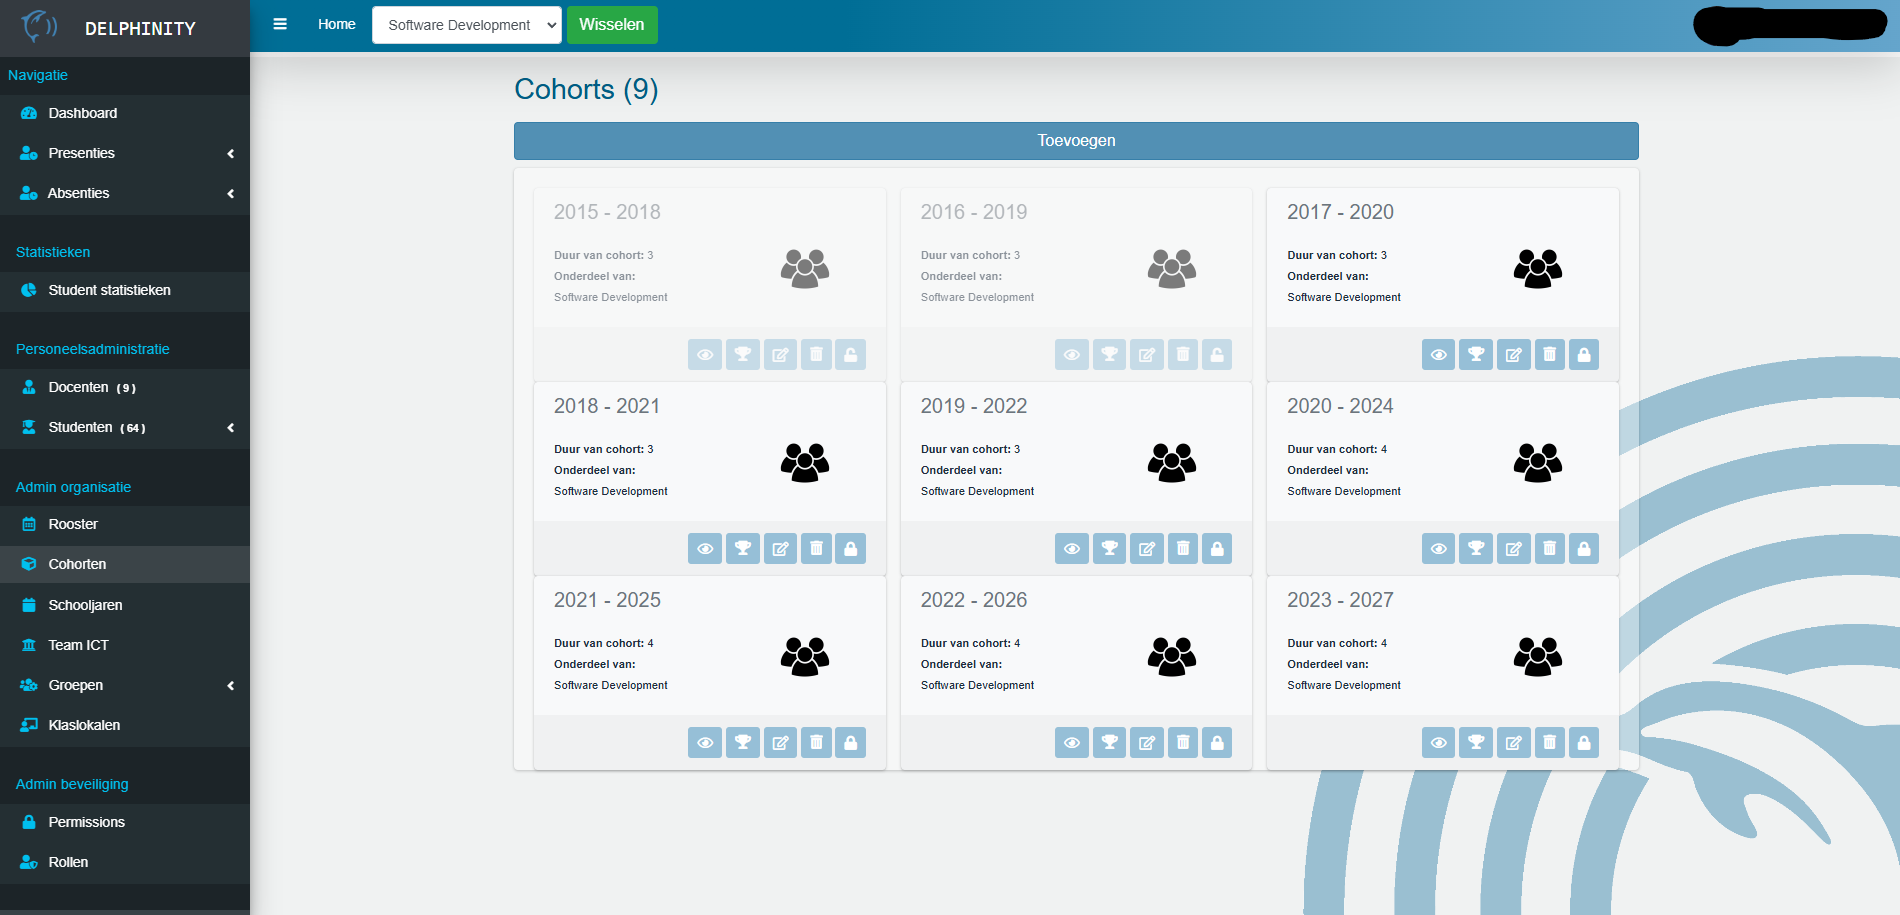 DELPHINITY
Home
Software Development
Wisselen
Navigatie
Dashboard
Presenties
Absenties
Statistieken
Student statistieken
Personeelsadministratie
Docenten (9)
Studenten (64)
Admin organisatie
Rooster
Cohorten
Schooljaren
Team ICT
Groepen
Klaslokalen
Admin beveiliging
Permissions
Rollen
Cohorts (9)
Toevoegen
2015 - 2018
Duur van cohort: 3
Onderdeel van:
Software Development
2016 - 2019
Duur van cohort: 3
Onderdeel van:
Software Development
2017 - 2020
Duur van cohort: 3
Onderdeel van:
Software Development
2018 - 2021
Duur van cohort: 3
Onderdeel van:
Software Development
2019 - 2022
Duur van cohort: 3
Onderdeel van:
Software Development
2020 - 2024
Duur van cohort: 4
Onderdeel van:
Software Development
2021 - 2025
Duur van cohort: 4
Onderdeel van:
Software Development
2022 - 2026
Duur van cohort: 4
Onderdeel van:
Software Development
2023 - 2027
Duur van cohort: 4
Onderdeel van:
Software Development